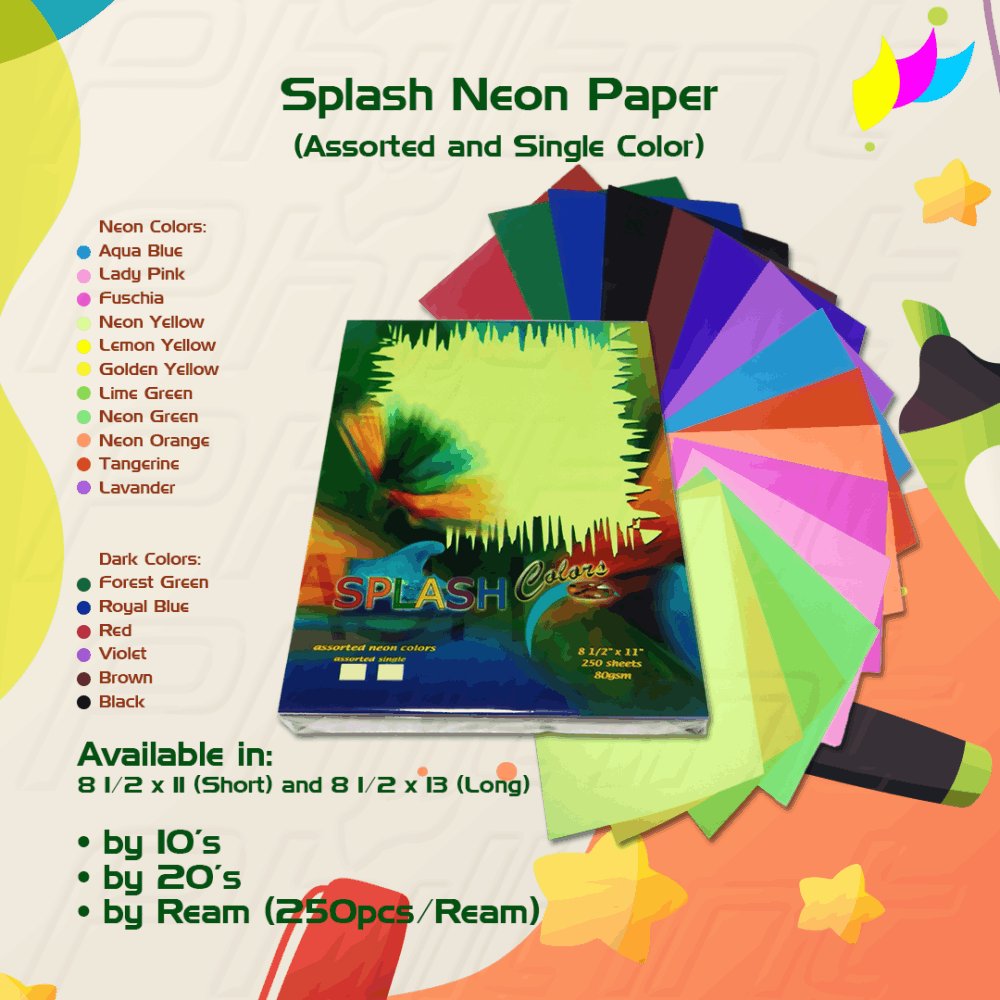 Splash Neon Paper
(Assorted and Single Color)
Neon Colors:
Aqua Blue
Lady Pink
Fuschia
Neon Yellow
Lemon Yellow
Golden Yellow
Lime Green
Neon Green
Neon Orange
Tangerine
Lavander
Dark Colors:
Forest Green
Royal Blue
Red
Violet
Brown
Black
SPLASH Colors
assorted neon colors
assorted single
8 1/2" x 11"
250 sheets
80gsm
Available in:
8 1/2 x 11 (Short) and 8 1/2 x 13 (Long)
• by 10's
• by 20's
• by Ream (250pcs/Ream)